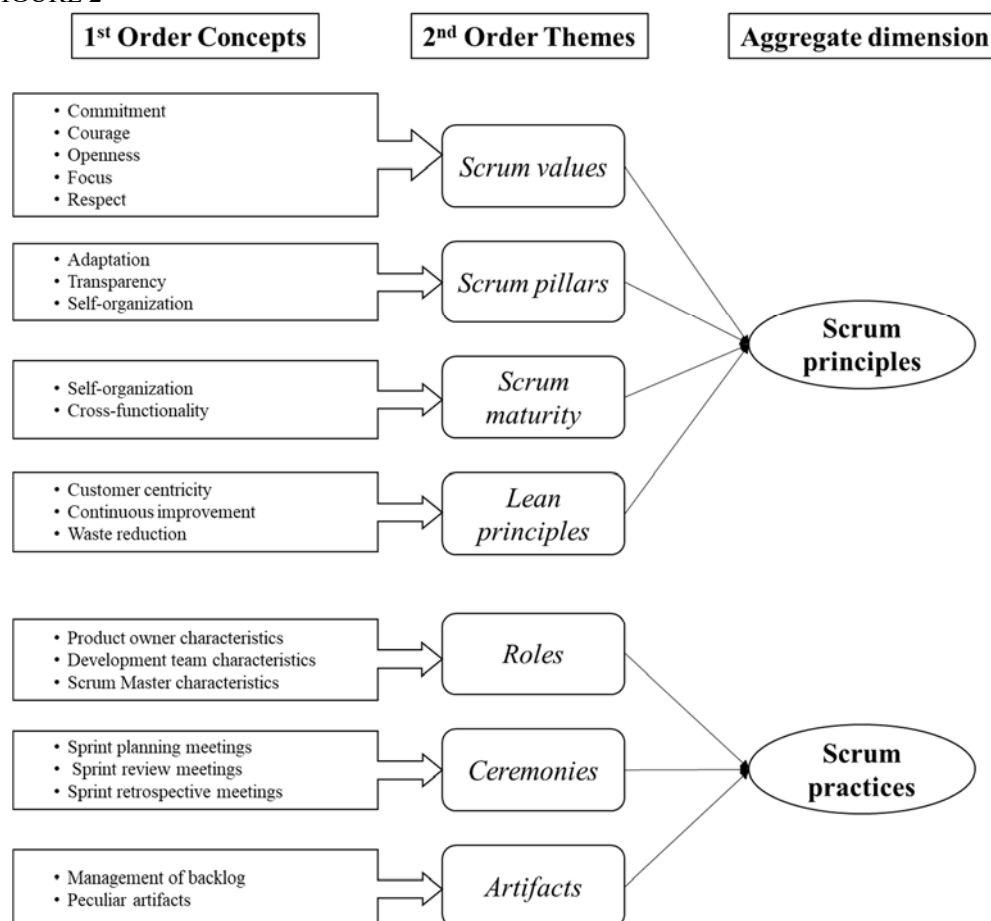 FIGURE 2
1st Order Concepts
2nd Order Themes
Aggregate dimension
• Commitment
• Courage
• Openness
• Focus
• Respect
Scrum values
• Adaptation
• Transparency
• Self-organization
Scrum pillars
Scrum
principles
• Self-organization
• Cross-functionality
Scrum
maturity
• Customer centricity
• Continuous improvement
• Waste reduction
Lean
principles
• Product owner characteristics
• Development team characteristics
• Scrum Master characteristics
Roles
• Sprint planning meetings
• Sprint review meetings
• Sprint retrospective meetings
Ceremonies
Scrum
practices
• Management of backlog
• Peculiar artifacts
Artifacts